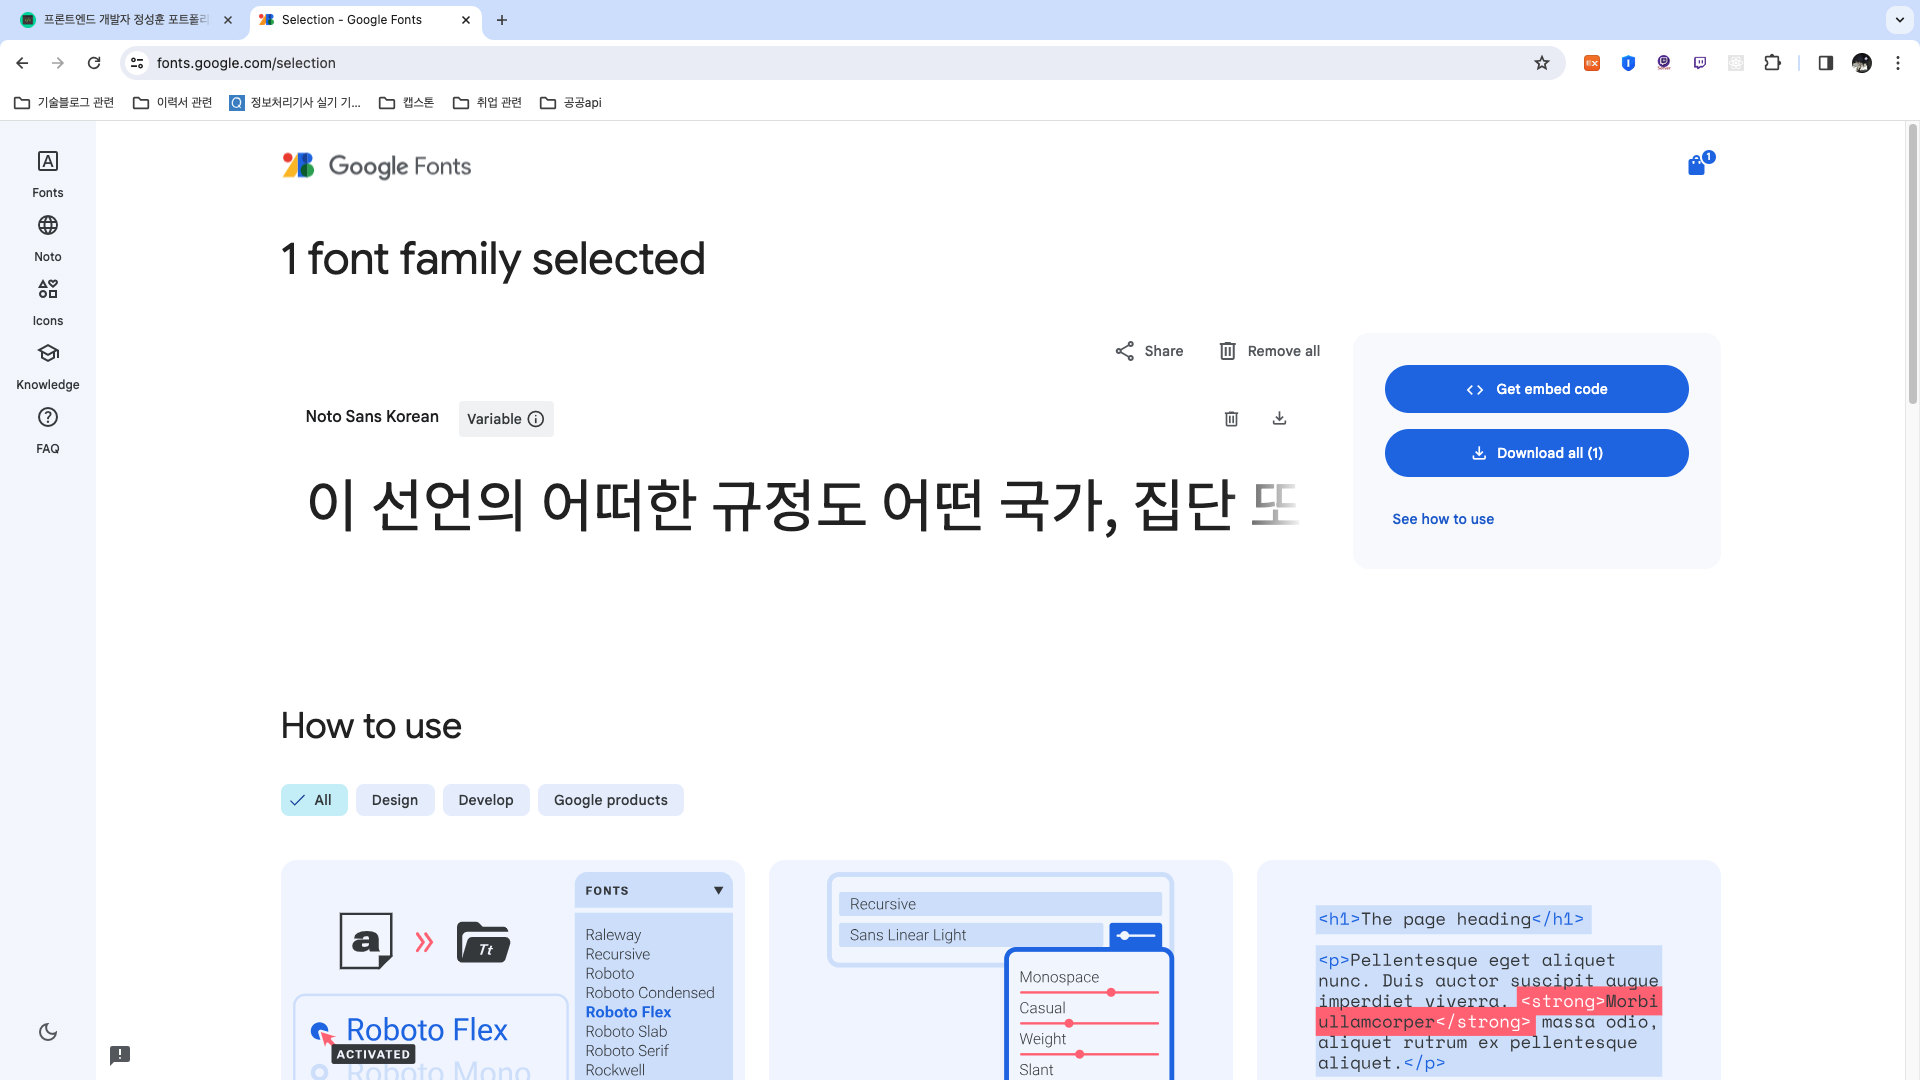 프론트엔드 개발자 정성훈 포트폴리
Selection - Google Fonts
fonts.google.com/selection
기술블로그 관련
이력서 관련
정보처리기사 실기 기...
캡스톤
취업 관련
공공api
Fonts
Noto
Icons
Knowledge
FAQ
Google Fonts
1
1 font family selected
Share
Remove all
Noto Sans Korean
Variable
이 선언의 어떠한 규정도 어떤 국가, 집단 또
<> Get embed code
Download all (1)
See how to use
How to use
All
Design
Develop
Google products
a
Tt
FONTS
Raleway
Recursive
Roboto
Roboto Condensed
Roboto Flex
Roboto Slab
Roboto Serif
Rockwell
Roboto Flex
ACTIVATED
Roboto Mono
Recursive
Sans Linear Light
Monospace
Casual
Weight
Slant
<h1>The page heading</h1>
<p>Pellentesque eget aliquet
nunc. Duis auctor suscipit augue
imperdiet viverra. <strong>Morbi
ullamcorper</strong> massa odio,
aliquet rutrum ex pellentesque
aliquet.</p>